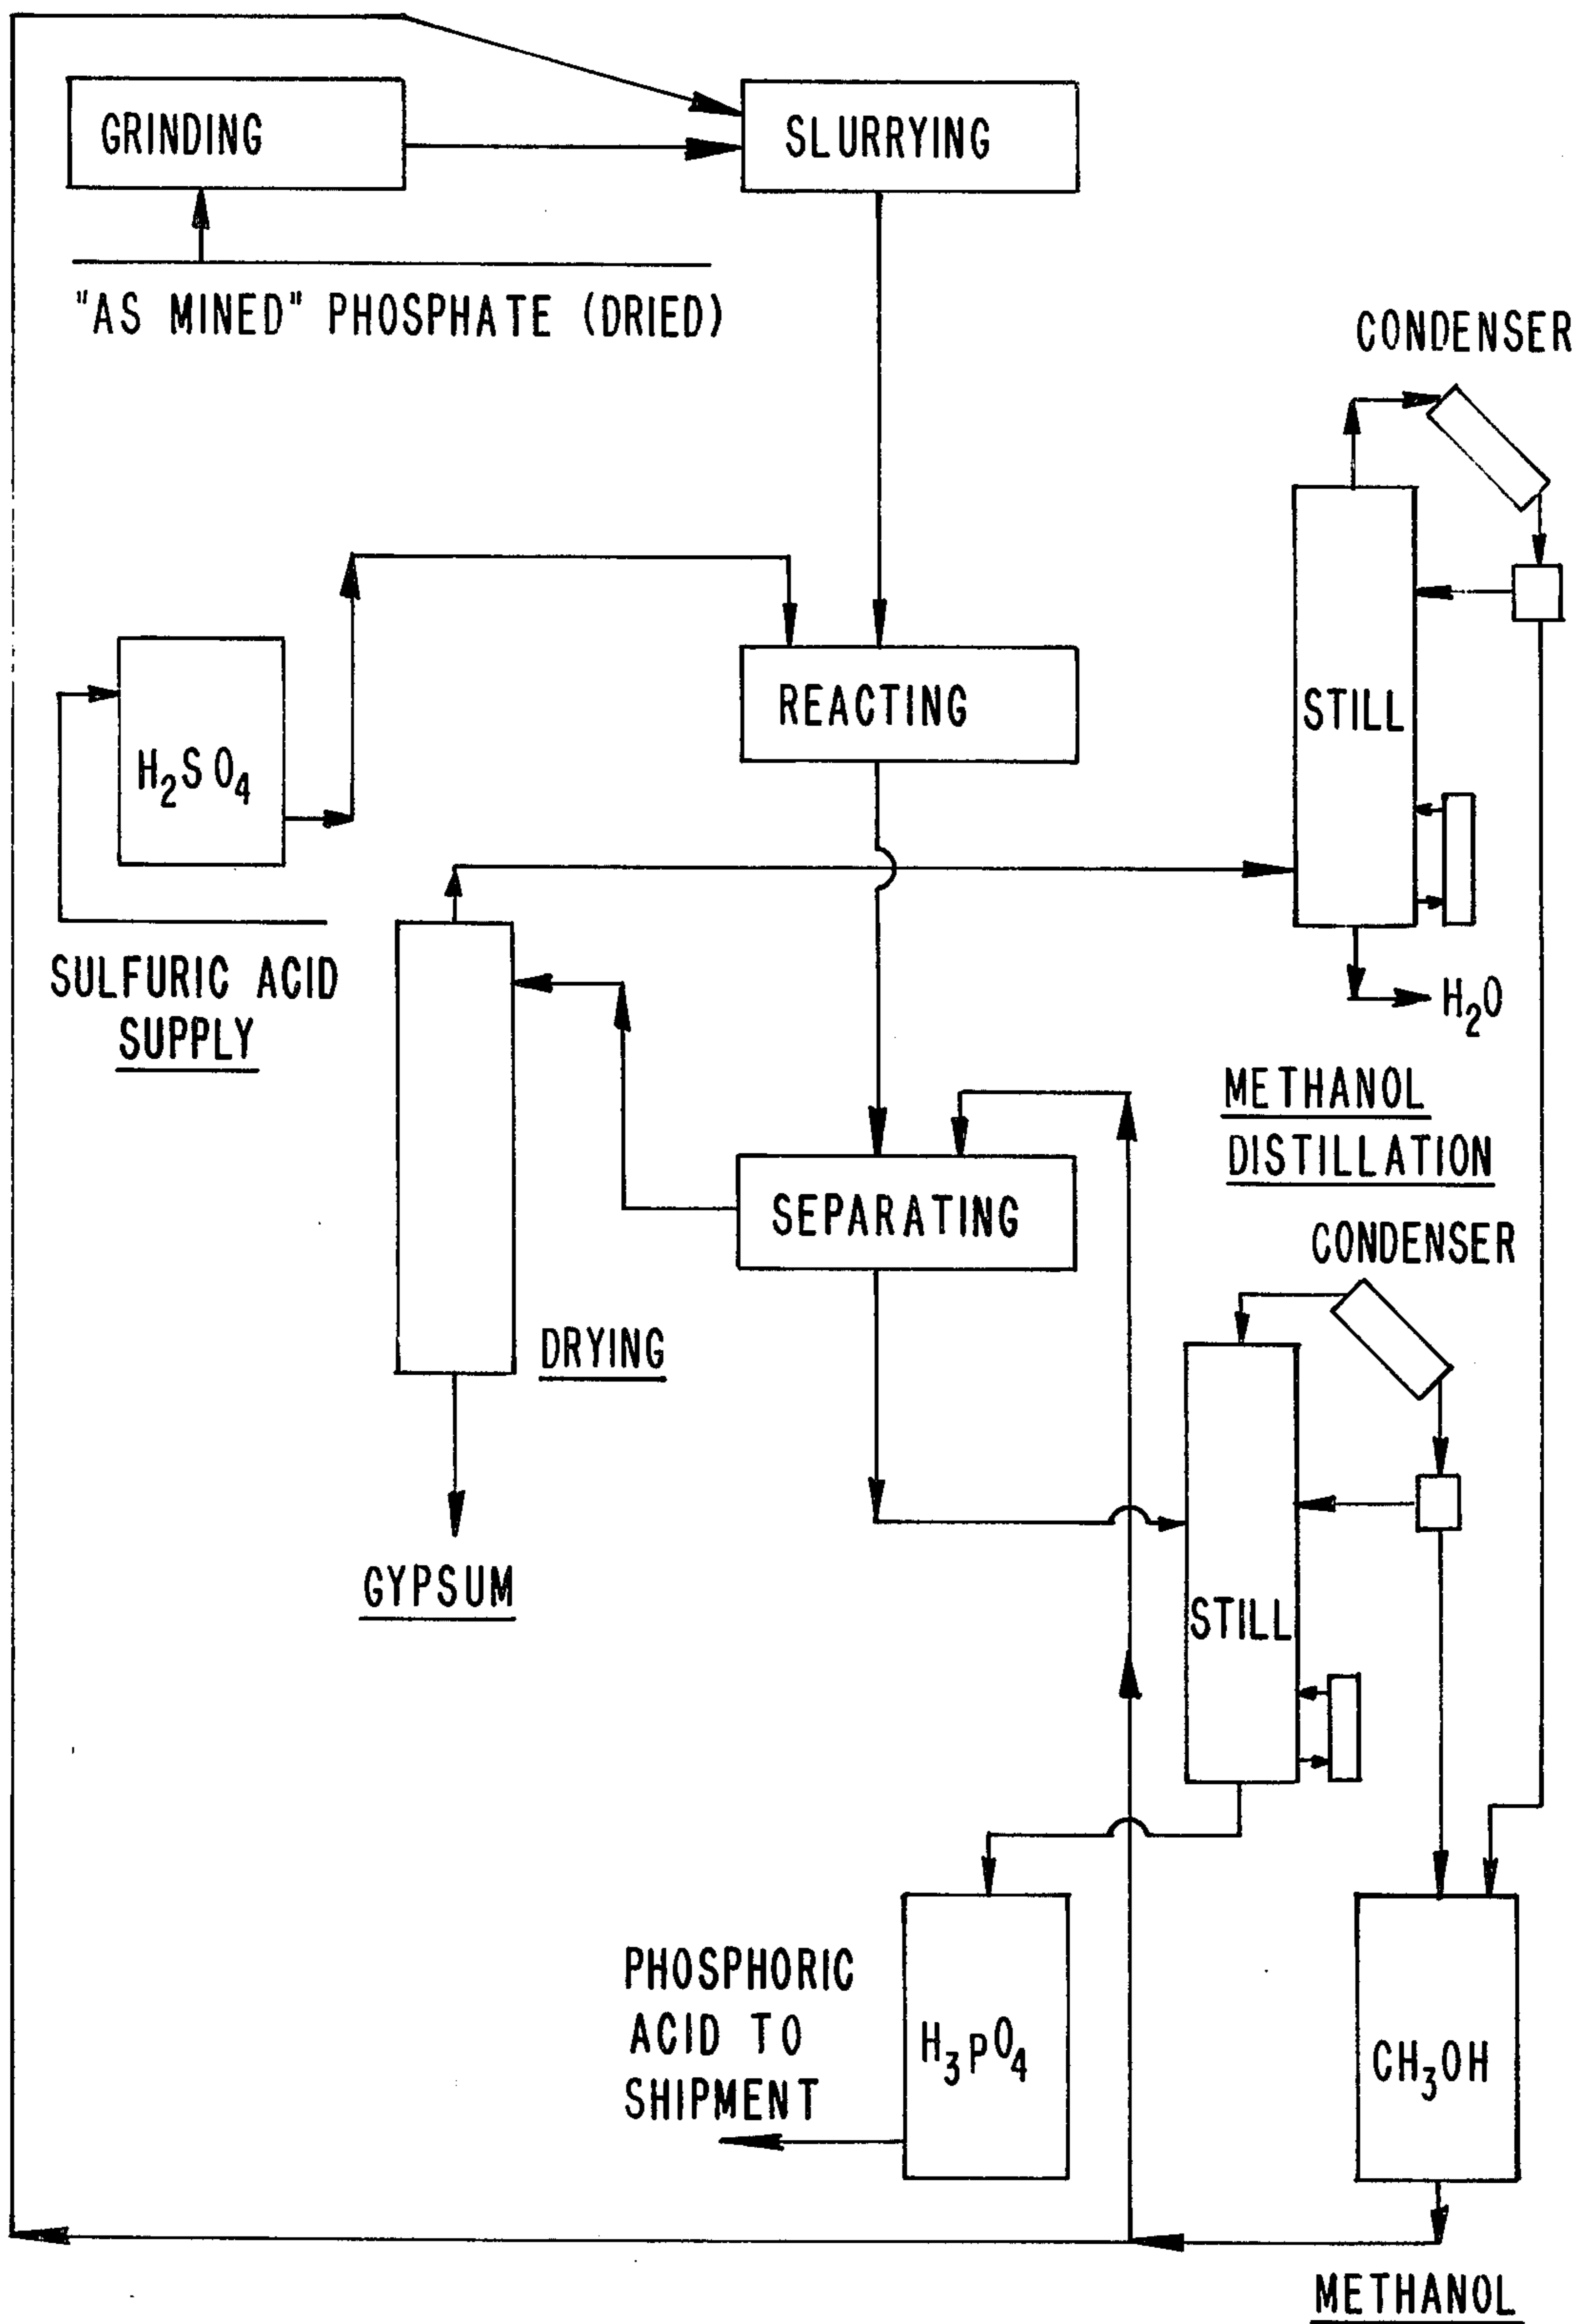 GRINDING
SLURRYING
"AS MINED" PHOSPHATE (DRIED)
CONDENSER
STILL
REACTING
H₂SO₄
SULFURIC ACID
SUPPLY
H₂O
METHANOL
DISTILLATION
SEPARATING
CONDENSER
DRYING
GYPSUM
STILL
PHOSPHORIC
ACID TO
SHIPMENT
H₃PO₄
CH₃OH
METHANOL